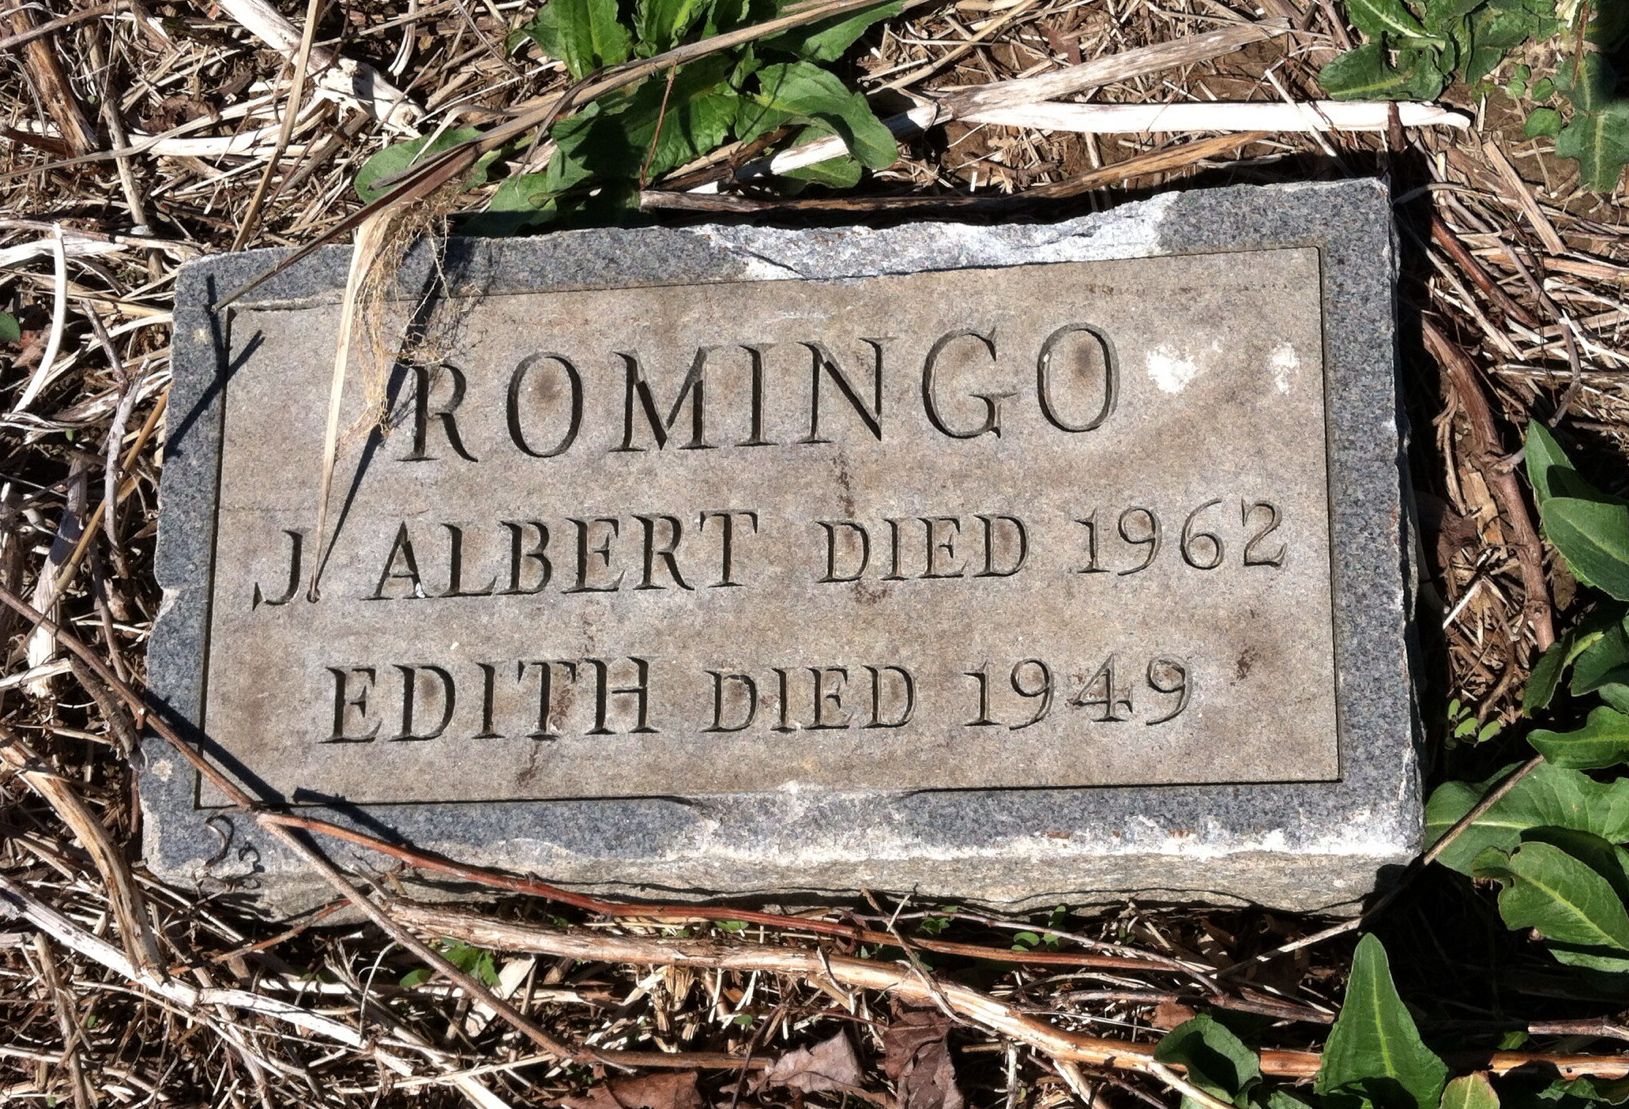 ROMINGO
J. ALBERT DIED 1962
EDITH DIED 1949